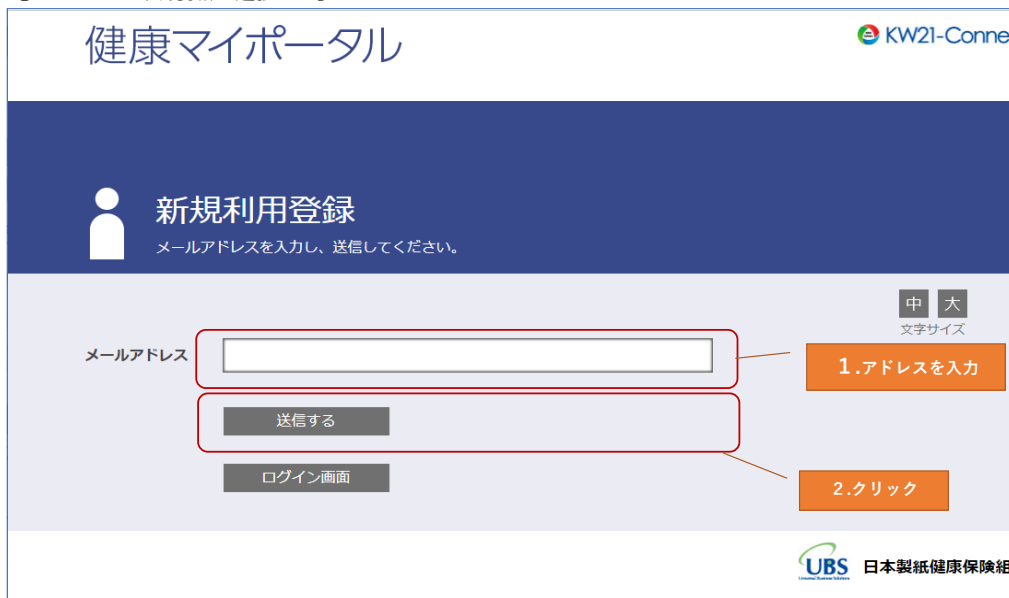 健康マイポータル
KW21-Conne
新規利用登録
メールアドレスを入力し、送信してください。
中 大
文字サイズ
メールアドレス
1.アドレスを入力
送信する
ログイン画面
2.クリック
UBS 日本製紙健康保険組